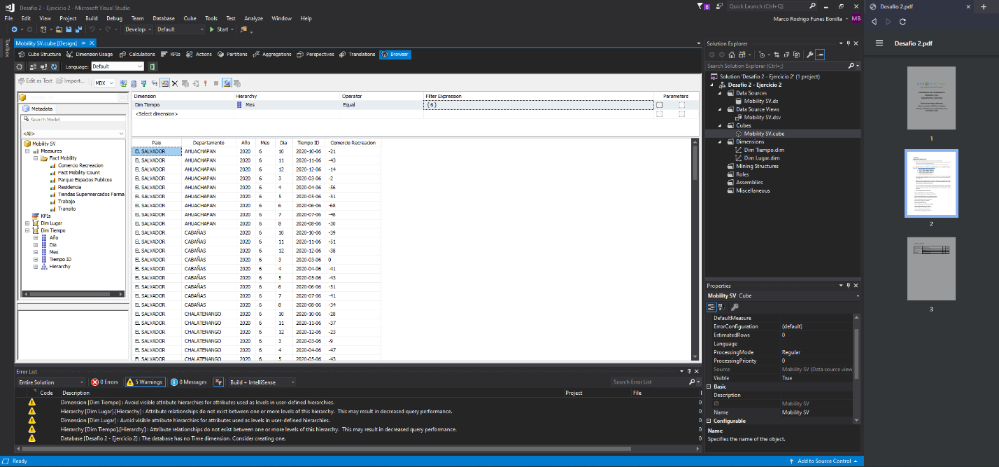 Desafio 2 - Ejercicio 2 - Microsoft Visual Studio
6
Quick Launch (Ctrl+Q)
File Edit View Project Build Debug Team Database Cube Tools Test Analyze Window Help
Marco Rodrigo Funes Bonilla MB
Develop Default Start
Toolbox
Mobility SV.cube [Design]
Cube Structure Dimension Usage Calculations KPIs Actions Partitions Aggregations Perspectives Translations Browser
Language: Default
Edit as Text Import... MDX
Metadata
Search Model
<All>
Mobility SV
Measures
Fact Mobility
Comercio Recreacion
Fact Mobility Count
Parque Espados Publicos
Residencia
Tiendas Supermercados Farma
Trabajo
Transito
KPIs
Dim Lugar
Dim Tiempo
Año
Dia
Mes
Tiempo ID
Hierarchy
Dimension Hierarchy Operator Filter Expression Parameters
Dim Tiempo Mes Equal { 6 }
<Select dimension>
Pais Departamento Año Mes Dia Tiempo ID Comercio Recreacion
EL SALVADOR AHUACHAPAN 2020 6 10 2020-10-06 -21
EL SALVADOR AHUACHAPAN 2020 6 11 2020-11-06 -43
EL SALVADOR AHUACHAPAN 2020 6 12 2020-12-06 -14
EL SALVADOR AHUACHAPAN 2020 6 3 2020-03-06 -2
EL SALVADOR AHUACHAPAN 2020 6 4 2020-04-06 -56
EL SALVADOR AHUACHAPAN 2020 6 5 2020-05-06 -51
EL SALVADOR AHUACHAPAN 2020 6 6 2020-06-06 -68
EL SALVADOR AHUACHAPAN 2020 6 7 2020-07-06 -48
EL SALVADOR AHUACHAPAN 2020 6 8 2020-08-06 -30
EL SALVADOR CABAÑAS 2020 6 10 2020-10-06 -39
EL SALVADOR CABAÑAS 2020 6 11 2020-11-06 -51
EL SALVADOR CABAÑAS 2020 6 12 2020-12-06 -38
EL SALVADOR CABAÑAS 2020 6 3 2020-03-06 0
EL SALVADOR CABAÑAS 2020 6 4 2020-04-06 -41
EL SALVADOR CABAÑAS 2020 6 5 2020-05-06 -43
EL SALVADOR CABAÑAS 2020 6 6 2020-06-06 -51
EL SALVADOR CABAÑAS 2020 6 7 2020-07-06 -41
EL SALVADOR CABAÑAS 2020 6 8 2020-08-06 -34
EL SALVADOR CHALATENANGO 2020 6 10 2020-10-06 -28
EL SALVADOR CHALATENANGO 2020 6 11 2020-11-06 -37
EL SALVADOR CHALATENANGO 2020 6 12 2020-12-06 -23
EL SALVADOR CHALATENANGO 2020 6 3 2020-03-06 -9
EL SALVADOR CHALATENANGO 2020 6 4 2020-04-06 -47
EL SALVADOR CHALATENANGO 2020 6 5 2020-05-06 -43
Error List
Entire Solution 0 Errors 5 Warnings 0 Messages Build + IntelliSense Search Error List
Code Description Project File
Dimension [Dim Tiempo] : Avoid visible attribute hierarchies for attributes used as levels in user-defined hierarchies. 0
Hierarchy [Dim Lugar].[Hierarchy] : Attribute relationships do not exist between one or more levels of this hierarchy. This may result in decreased query performance. 0
Dimension [Dim Lugar] : Avoid visible attribute hierarchies for attributes used as levels in user-defined hierarchies. 0
Hierarchy [Dim Tiempo].[Hierarchy] : Attribute relationships do not exist between one or more levels of this hierarchy. This may result in decreased query performance. 0
Database [Desafio 2 - Ejercicio 2] : The database has no Time dimension. Consider creating one. 0
Solution Explorer
Search Solution Explorer (Ctrl+;)
Solution 'Desafio 2 - Ejercicio 2' (1 project)
Desafio 2 - Ejercicio 2
Data Sources
Mobility SV.ds
Data Source Views
Mobility SV.dsv
Cubes
Mobility SV.cube
Dimensions
Dim Tiempo.dim
Dim Lugar.dim
Mining Structures
Roles
Assemblies
Miscellaneous
Properties
Mobility SV Cube
DefaultMeasure
ErrorConfiguration (default)
EstimatedRows 0
Language
ProcessingMode Regular
ProcessingPriority 0
Source Mobility SV (Data source view
Visible True
Basic
Description
ID Mobility SV
Name Mobility SV
Configurable
Name
Specifies the name of the object.
Ready Add to Source Control
Desafio 2.pdf
Desafio 2.pdf
1
2
3